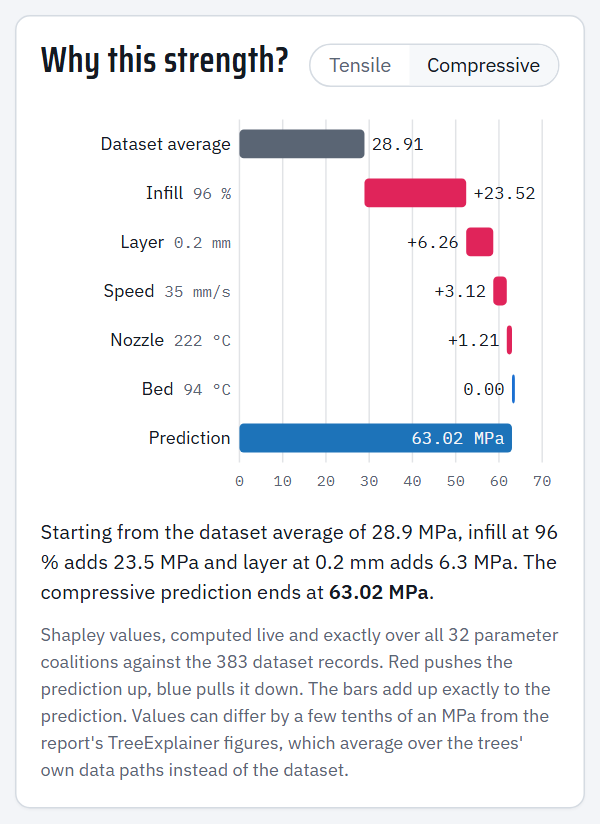 Why this strength?
Tensile
Compressive
Dataset average
28.91
Infill 96 %
+23.52
Layer 0.2 mm
+6.26
Speed 35 mm/s
+3.12
Nozzle 222 °C
+1.21
Bed 94 °C
0.00
Prediction
63.02 MPa
0 10 20 30 40 50 60 70
Starting from the dataset average of 28.9 MPa, infill at 96
% adds 23.5 MPa and layer at 0.2 mm adds 6.3 MPa. The
compressive prediction ends at 63.02 MPa.
Shapley values, computed live and exactly over all 32 parameter
coalitions against the 383 dataset records. Red pushes the
prediction up, blue pulls it down. The bars add up exactly to the
prediction. Values can differ by a few tenths of an MPa from the
report's TreeExplainer figures, which average over the trees'
own data paths instead of the dataset.